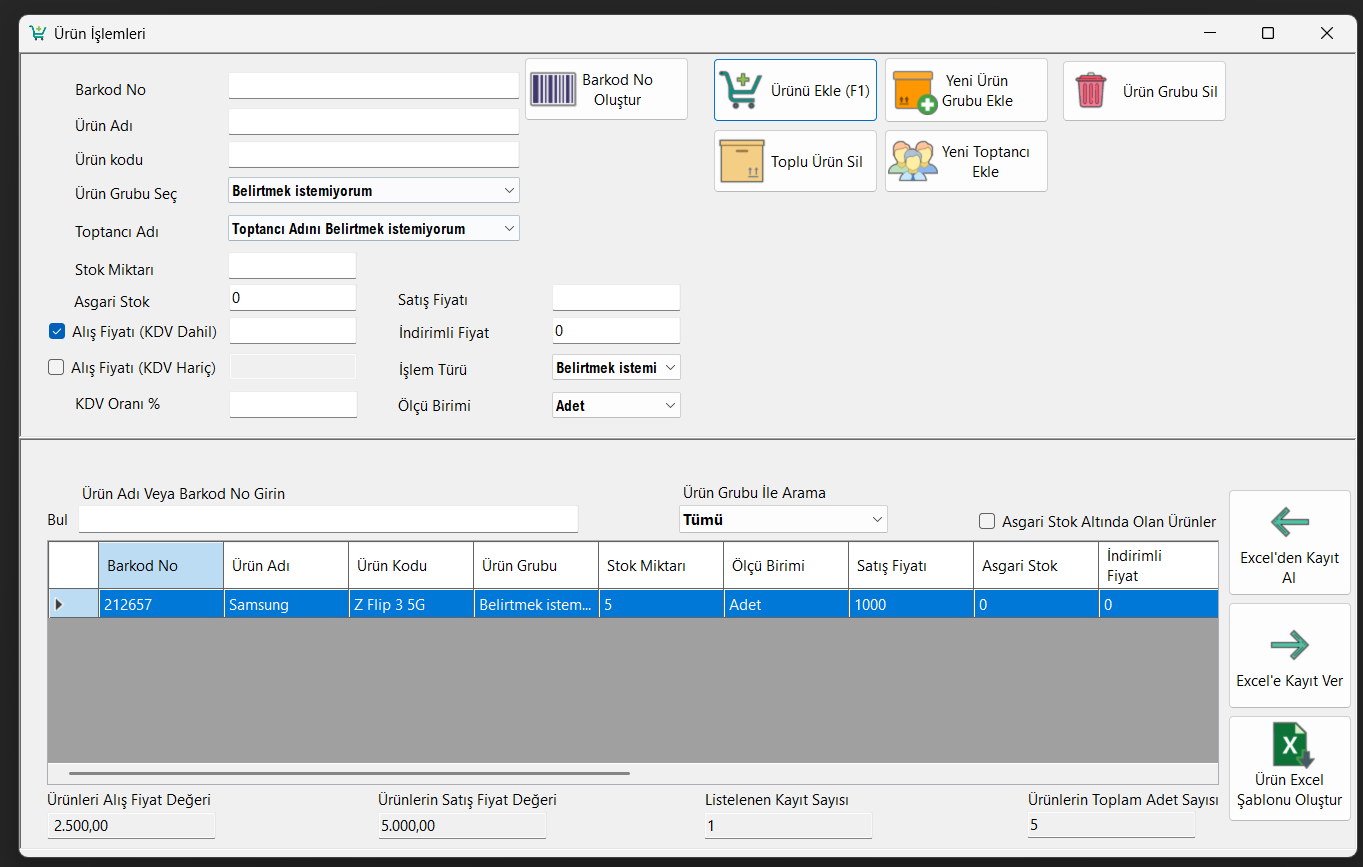 Ürün İşlemleri
Barkod No
Barkod No
Oluştur
Ürünü Ekle (F1)
Yeni Ürün
Grubu Ekle
Ürün Grubu Sil
Ürün Adı
Ürün kodu
Toplu Ürün Sil
Yeni Toptancı
Ekle
Ürün Grubu Seç
Belirtmek istemiyorum
Toptancı Adı
Toptancı Adını Belirtmek istemiyorum
Stok Miktarı
Asgari Stok
0
Satış Fiyatı
Alış Fiyatı (KDV Dahil)
İndirimli Fiyat
0
Alış Fiyatı (KDV Hariç)
İşlem Türü
Belirtmek istemi
KDV Oranı %
Ölçü Birimi
Adet
Ürün Adı Veya Barkod No Girin
Ürün Grubu İle Arama
Bul
Tümü
Asgari Stok Altında Olan Ürünler
Barkod No
Ürün Adı
Ürün Kodu
Ürün Grubu
Stok Miktarı
Ölçü Birimi
Satış Fiyatı
Asgari Stok
İndirimli
Fiyat
212657
Samsung
Z Flip 3 5G
Belirtmek istem...
5
Adet
1000
0
0
Excel'den Kayıt
Al
Excel'e Kayıt Ver
Ürün Excel
Şablonu Oluştur
Ürünleri Alış Fiyat Değeri
2.500,00
Ürünlerin Satış Fiyat Değeri
5.000,00
Listelenen Kayıt Sayısı
1
Ürünlerin Toplam Adet Sayısı
5